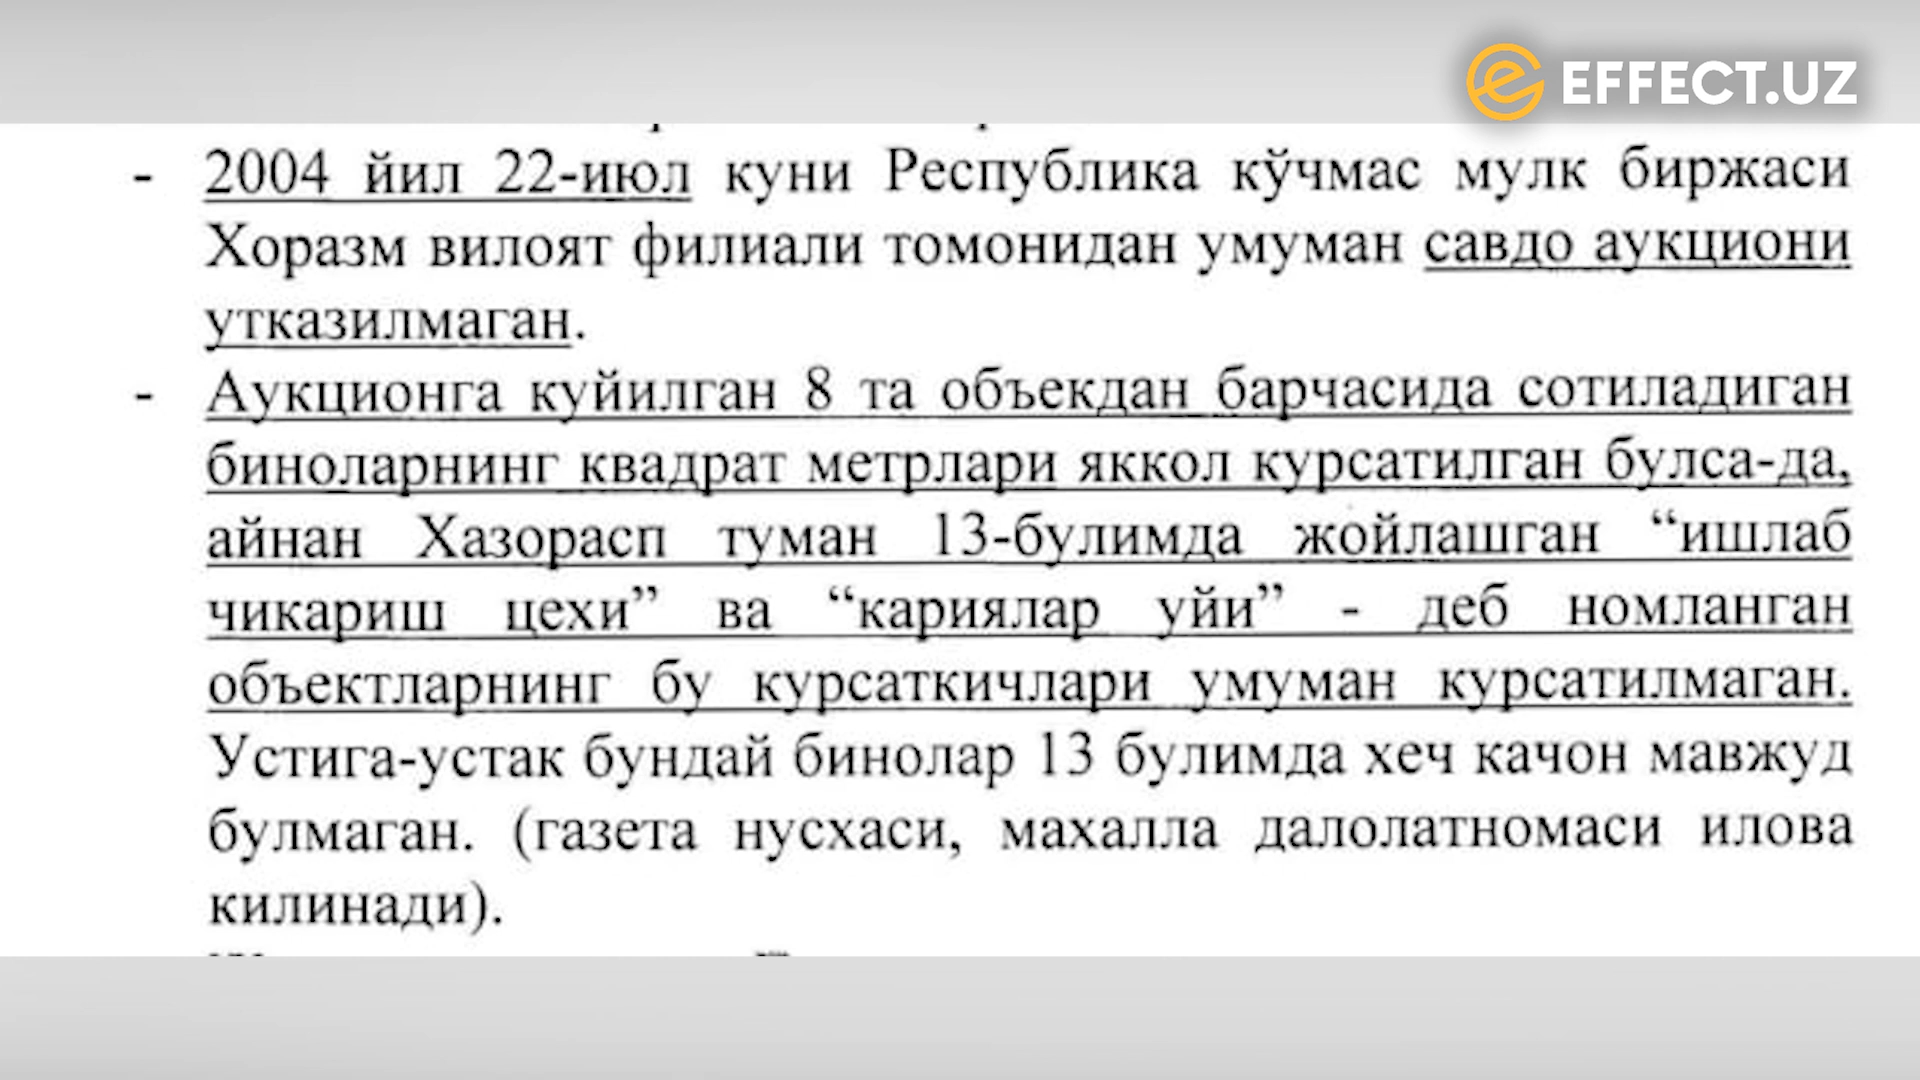 EFFECT.UZ
- 2004 йил 22-июл куни Республика кўчмас мулк биржаси
Хоразм вилоят филиали томонидан умуман савдо аукциони
утказилмаган.
- Аукционга куйилган 8 та объекдан барчасида сотиладиган
биноларнинг квадрат метрлари яккол курсатилган булса-да,
айнан Хазорасп туман 13-булимда жойлашган “ишлаб
чикариш цехи” ва “кариялар уйи” - деб номланган
объектларнинг бу курсаткичлари умуман курсатилмаган.
Устига-устак бундай бинолар 13 булимда хеч качон мавжуд
булмаган. (газета нусхаси, махалла далолатномаси илова
килинади).